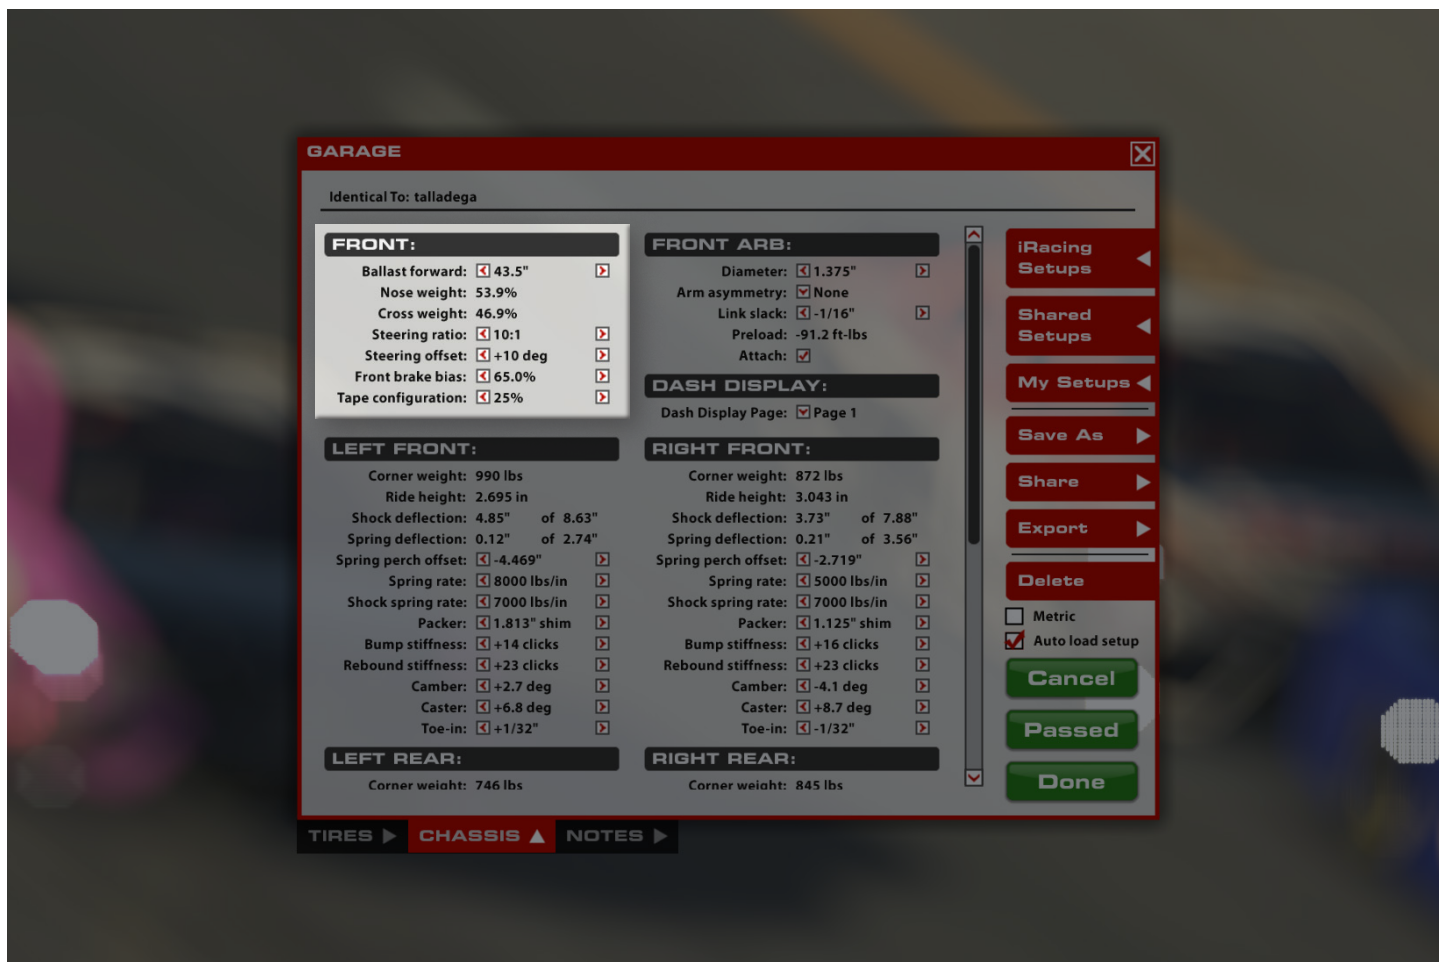 GARAGE
Identical To: talladega
FRONT:
Ballast forward: 43.5"
Nose weight: 53.9%
Cross weight: 46.9%
Steering ratio: 10:1
Steering offset: +10 deg
Front brake bias: 65.0%
Tape configuration: 25%
FRONT ARB:
Diameter: 1.375"
Arm asymmetry: None
Link slack: -1/16"
Preload: -91.2 ft-lbs
Attach:
DASH DISPLAY:
Dash Display Page: Page 1
LEFT FRONT:
Corner weight: 990 lbs
Ride height: 2.695 in
Shock deflection: 4.85" of 8.63"
Spring deflection: 0.12" of 2.74"
Spring perch offset: -4.469"
Spring rate: 8000 lbs/in
Shock spring rate: 7000 lbs/in
Packer: 1.813" shim
Bump stiffness: +14 clicks
Rebound stiffness: +23 clicks
Camber: +2.7 deg
Caster: +6.8 deg
Toe-in: +1/32"
RIGHT FRONT:
Corner weight: 872 lbs
Ride height: 3.043 in
Shock deflection: 3.73" of 7.88"
Spring deflection: 0.21" of 3.56"
Spring perch offset: -2.719"
Spring rate: 5000 lbs/in
Shock spring rate: 7000 lbs/in
Packer: 1.125" shim
Bump stiffness: +16 clicks
Rebound stiffness: +23 clicks
Camber: -4.1 deg
Caster: +8.7 deg
Toe-in: -1/32"
LEFT REAR:
Corner weight: 746 lbs
RIGHT REAR:
Corner weight: 845 lbs
iRacing
Setups
Shared
Setups
My Setups
Save As
Share
Export
Delete
Metric
Auto load setup
Cancel
Passed
Done
TIRES
CHASSIS
NOTES